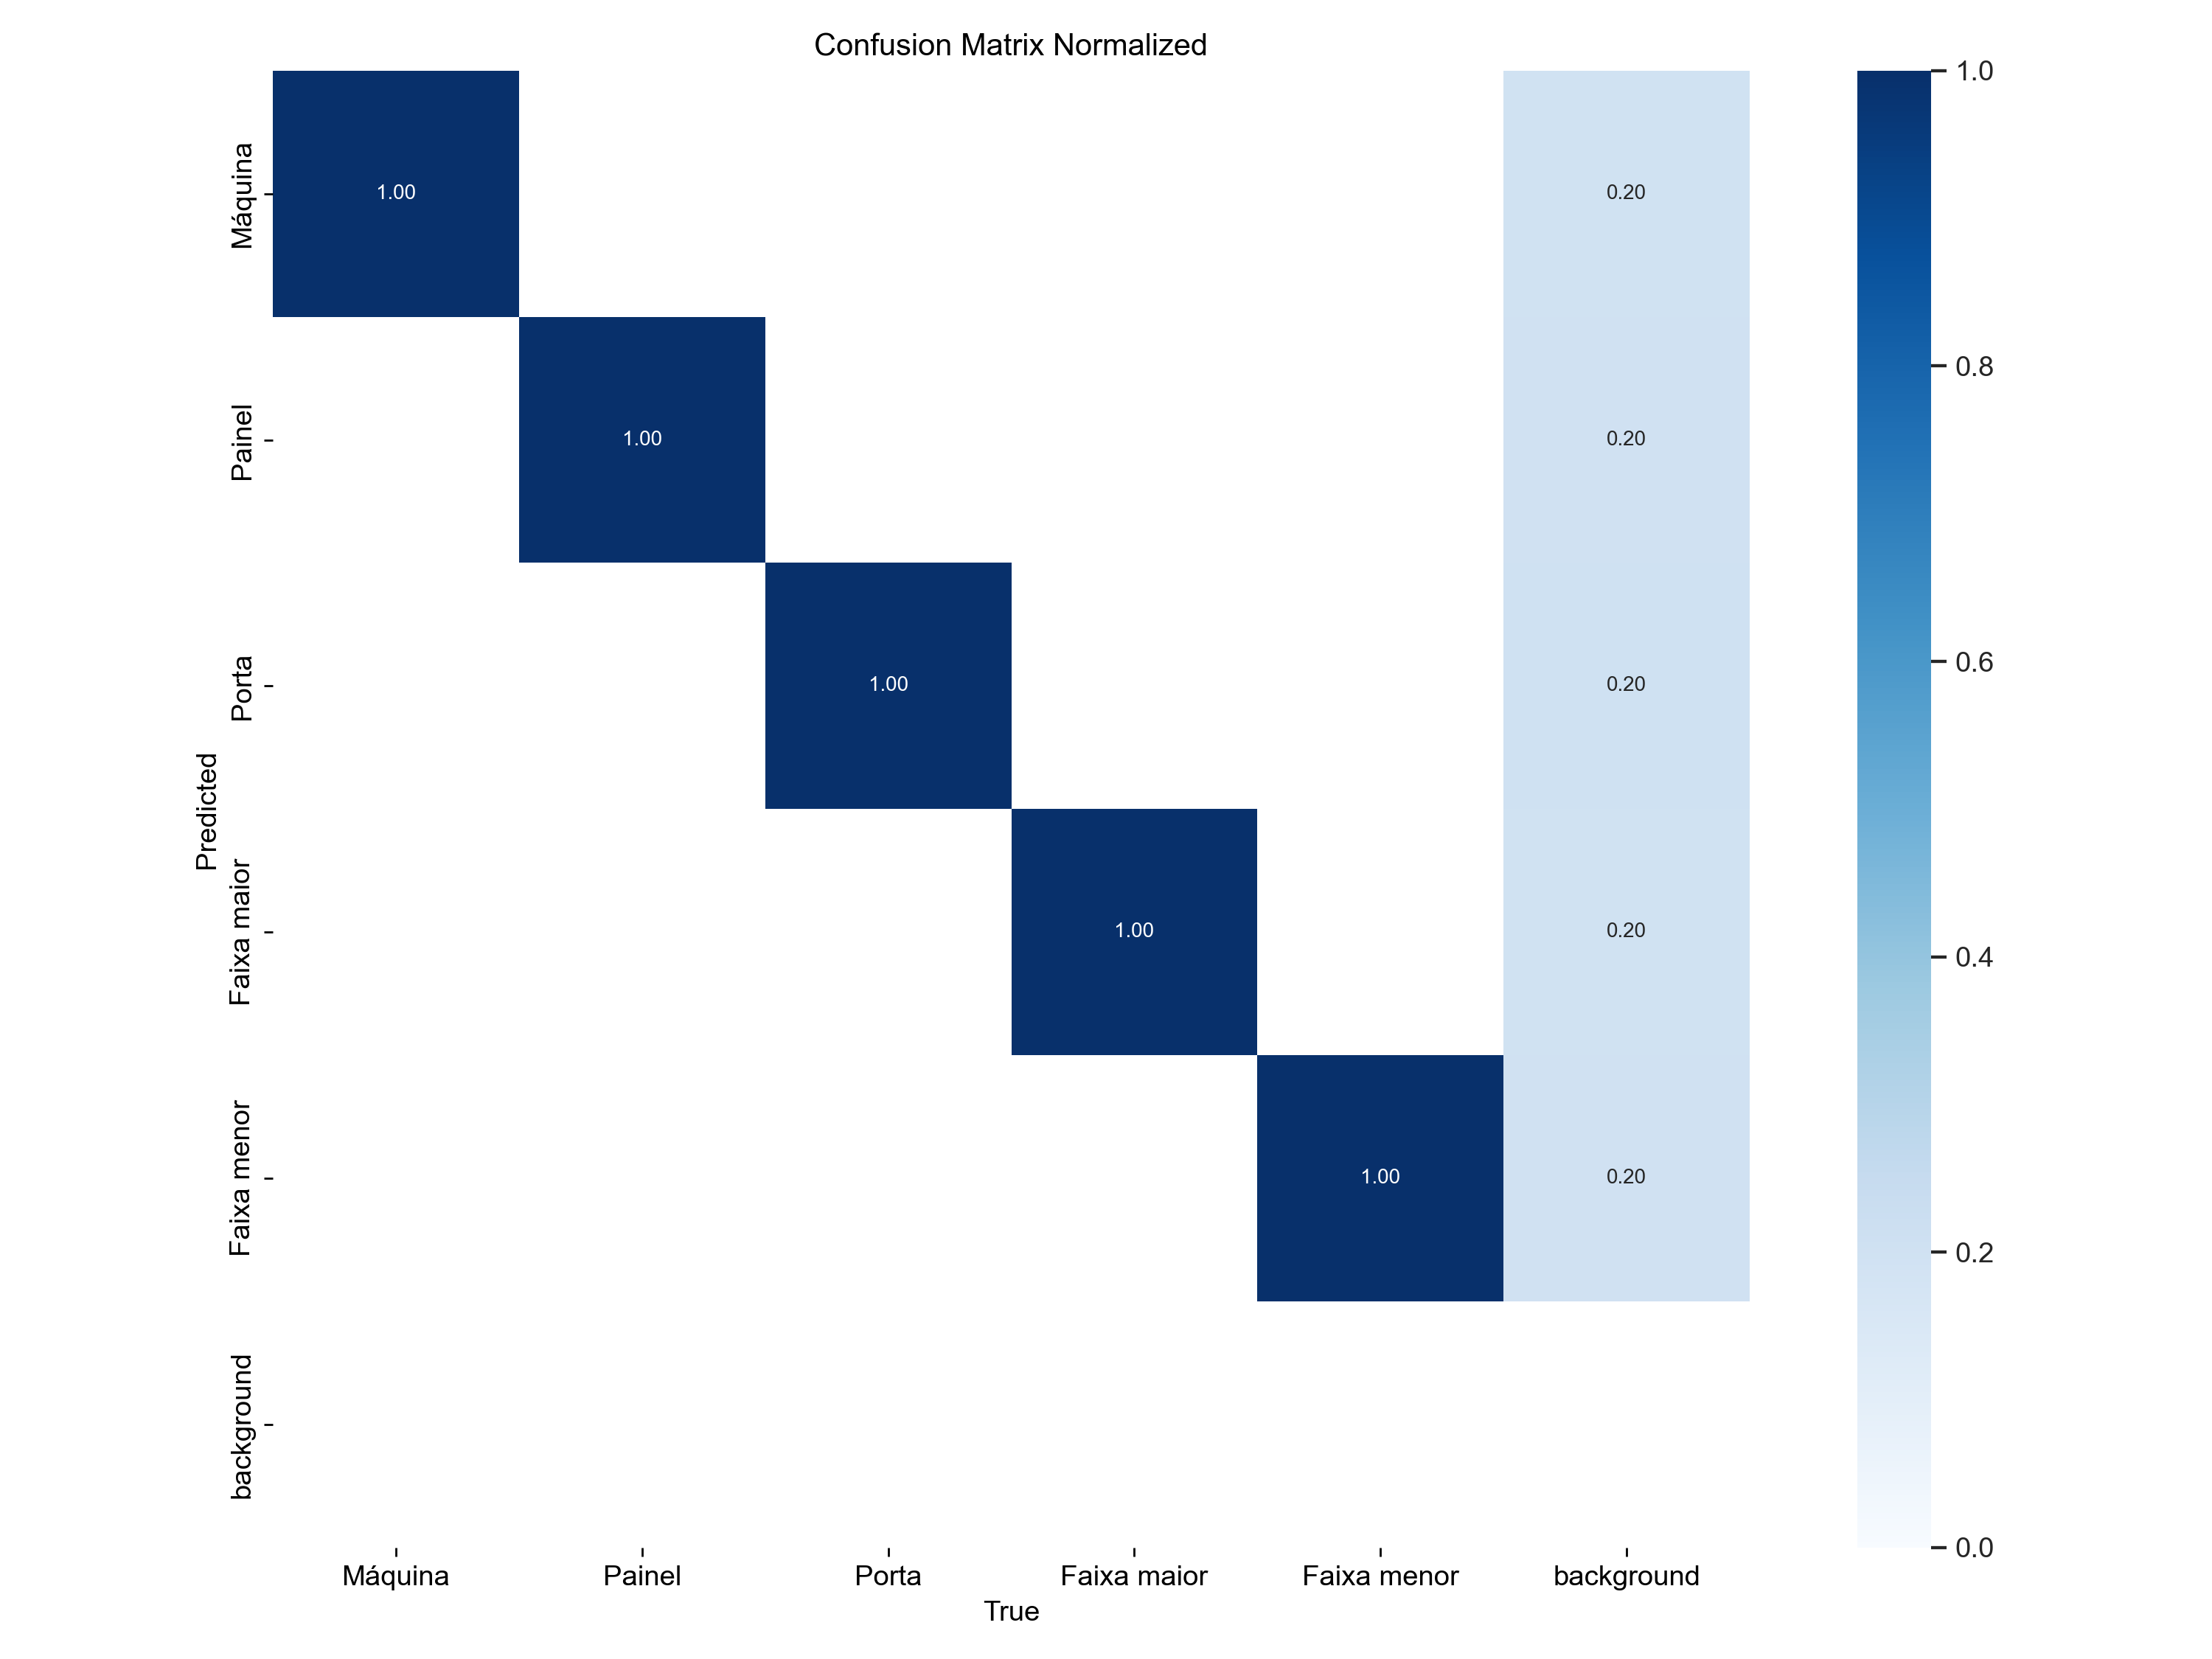 Confusion Matrix Normalized
Predicted
Máquina
1.00
0.20
Painel
1.00
0.20
Porta
1.00
0.20
Faixa maior
1.00
0.20
Faixa menor
1.00
0.20
background
Máquina
Painel
Porta
Faixa maior
Faixa menor
background
True
1.0
0.8
0.6
0.4
0.2
0.0